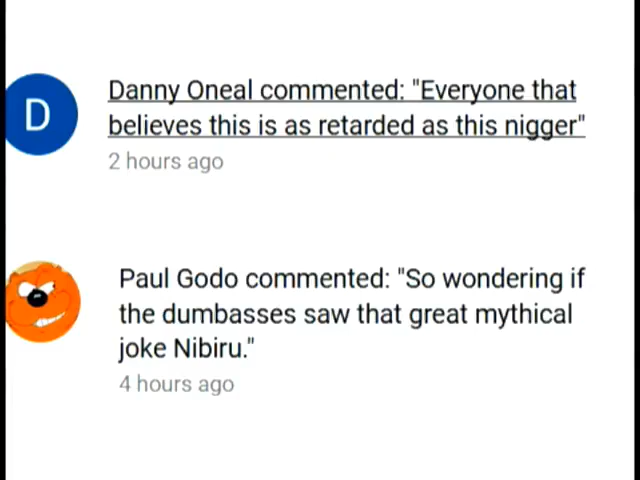 D
Danny Oneal commented: "Everyone that
believes this is as retarded as this nigger"
2 hours ago
Paul Godo commented: "So wondering if
the dumbasses saw that great mythical
joke Nibiru."
4 hours ago